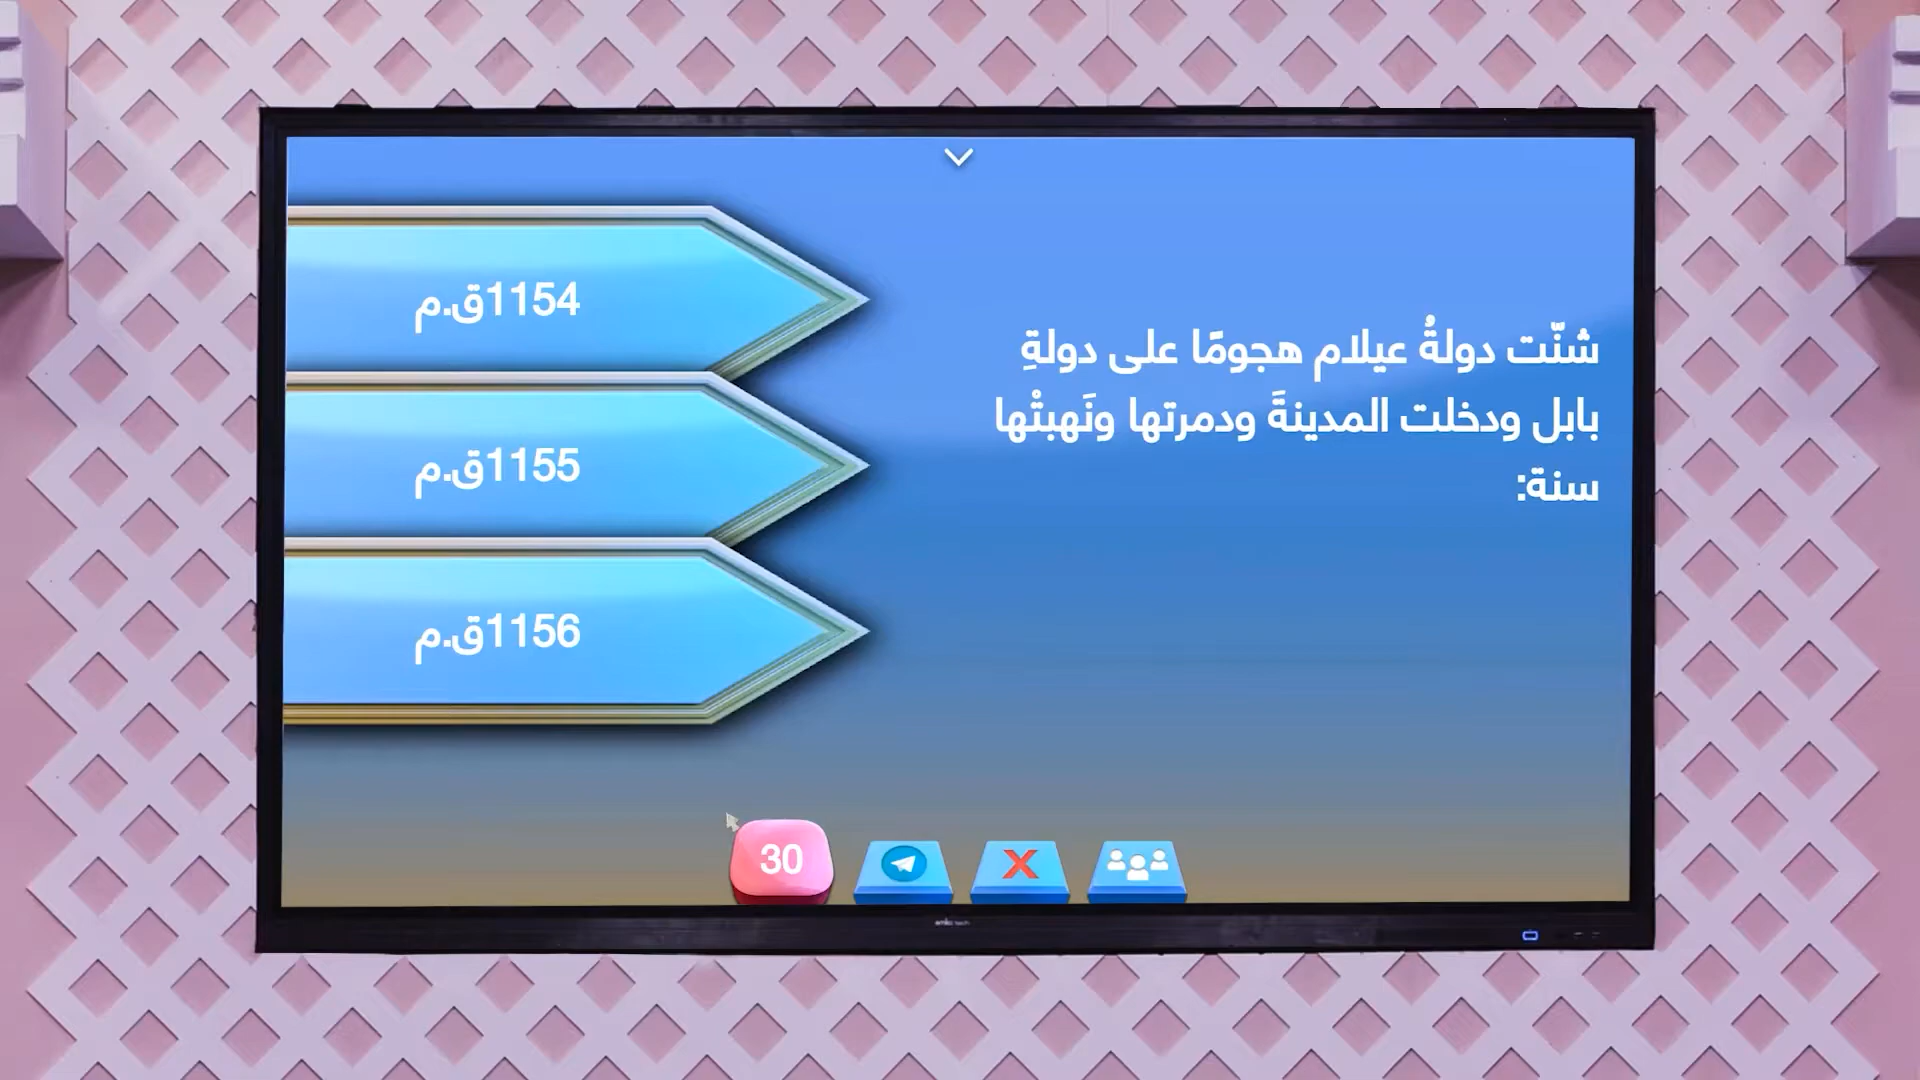 شنّت دولةُ عيلام هجومًا على دولةِ
بابل ودخلت المدينةَ ودمرتها ونَهبتْها
سنة:
1154ق.م
1155ق.م
1156ق.م
30